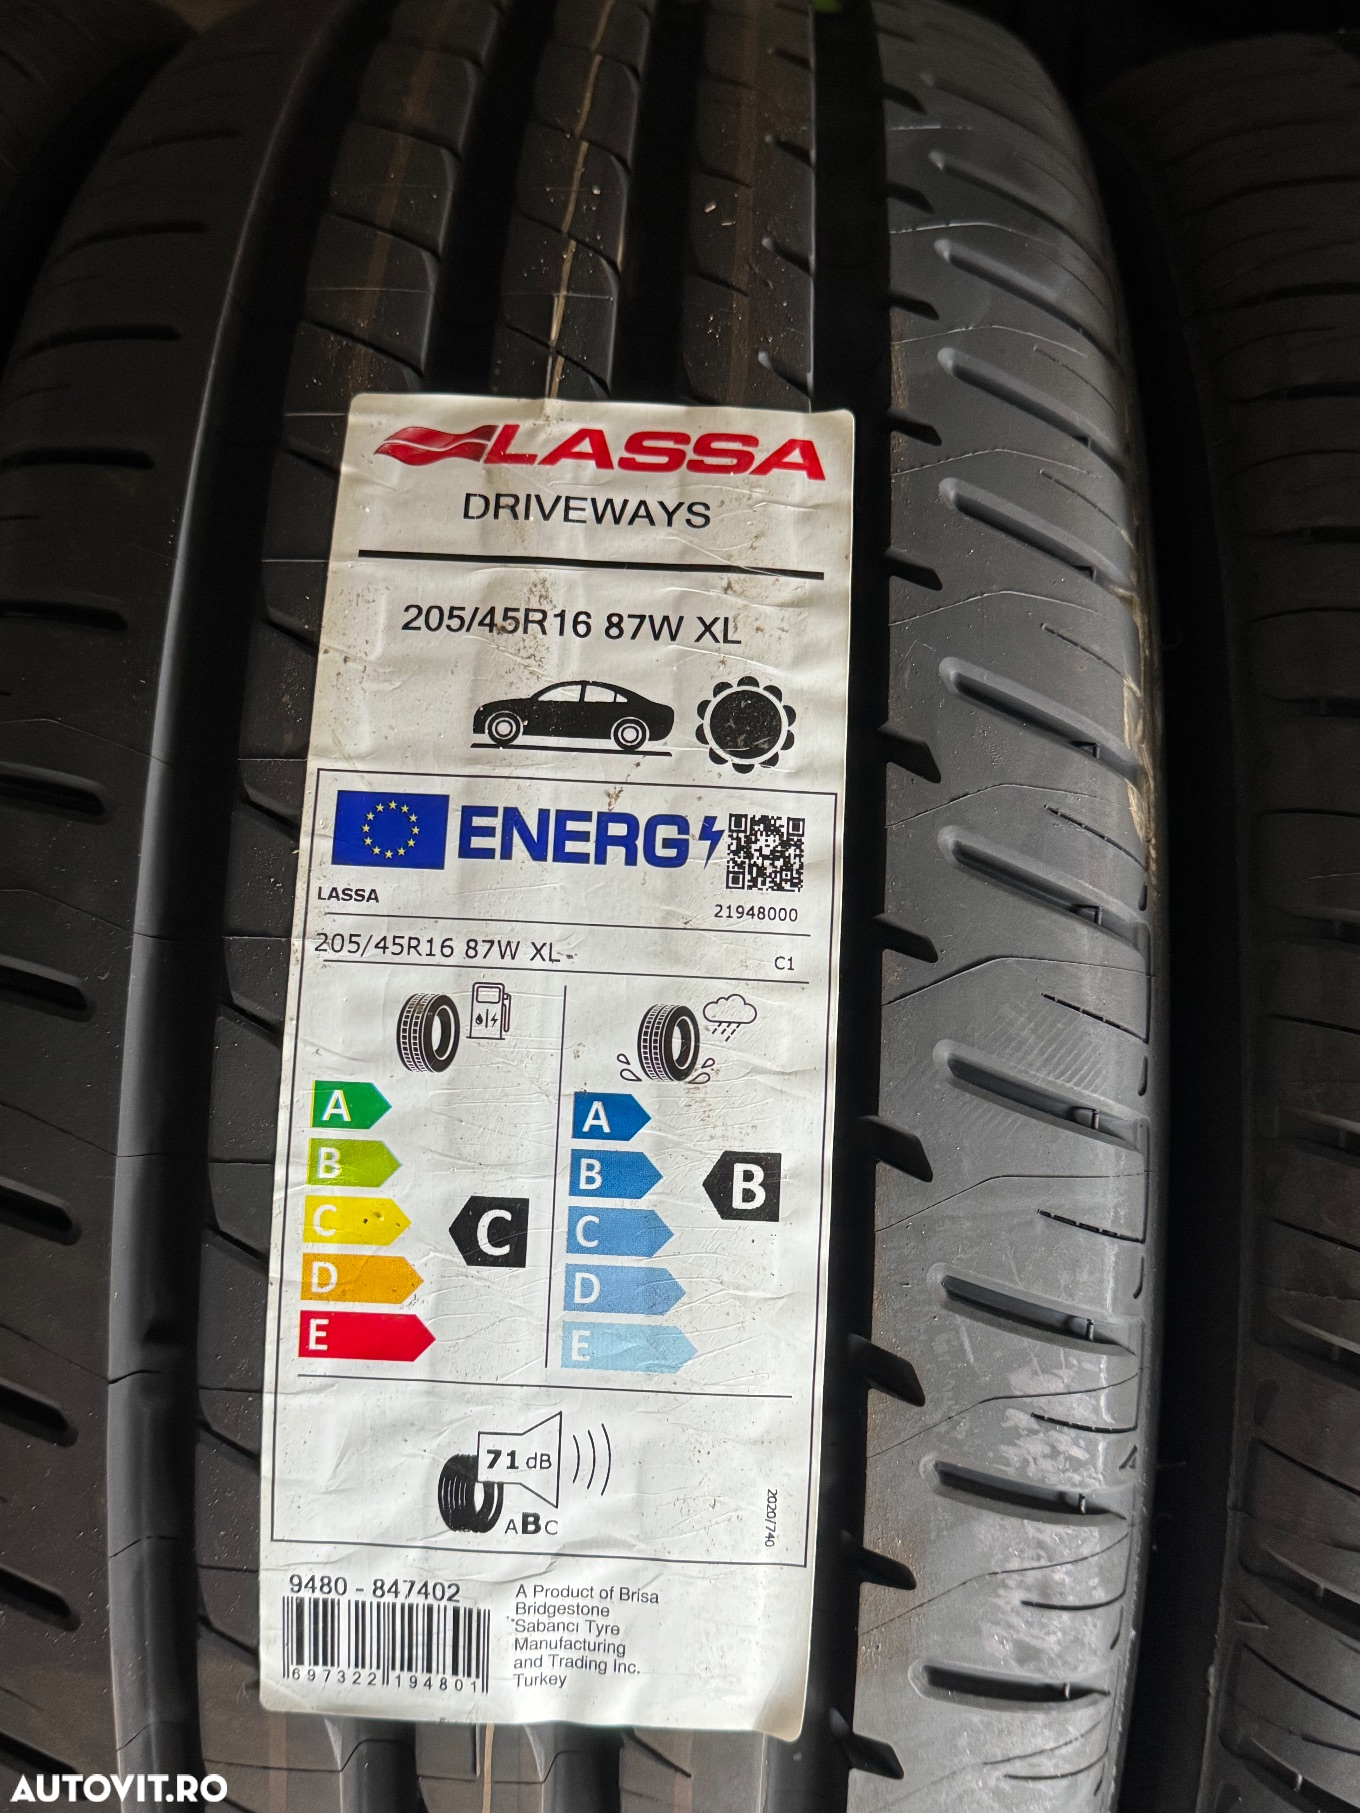 LASSA
DRIVEWAYS
205/45R16 87W XL
ENERG
LASSA
21948000
205/45R16 87W XL
C1
A
B
C
D
E
C
A
B
C
D
E
B
71 dB
ABC
2020/740
9480 - 847402
697322 194801
A Product of Brisa
Bridgestone
Sabancı Tyre
Manufacturing
and Trading Inc.
Turkey
AUTOVIT.RO